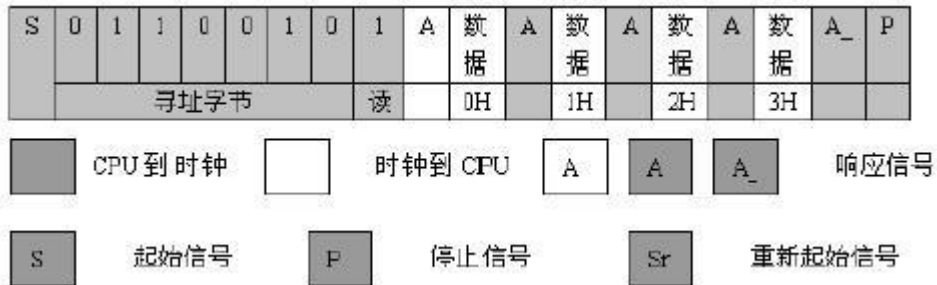 S 0 1 1 0 0 1 0 1 A 数据 A 数据 A 数据 A 数据 A_ P
寻址字节 读 0H 1H 2H 3H
CPU到时钟 时钟到CPU A A A_ 响应信号
S 起始信号 P 停止信号 Sr 重新起始信号